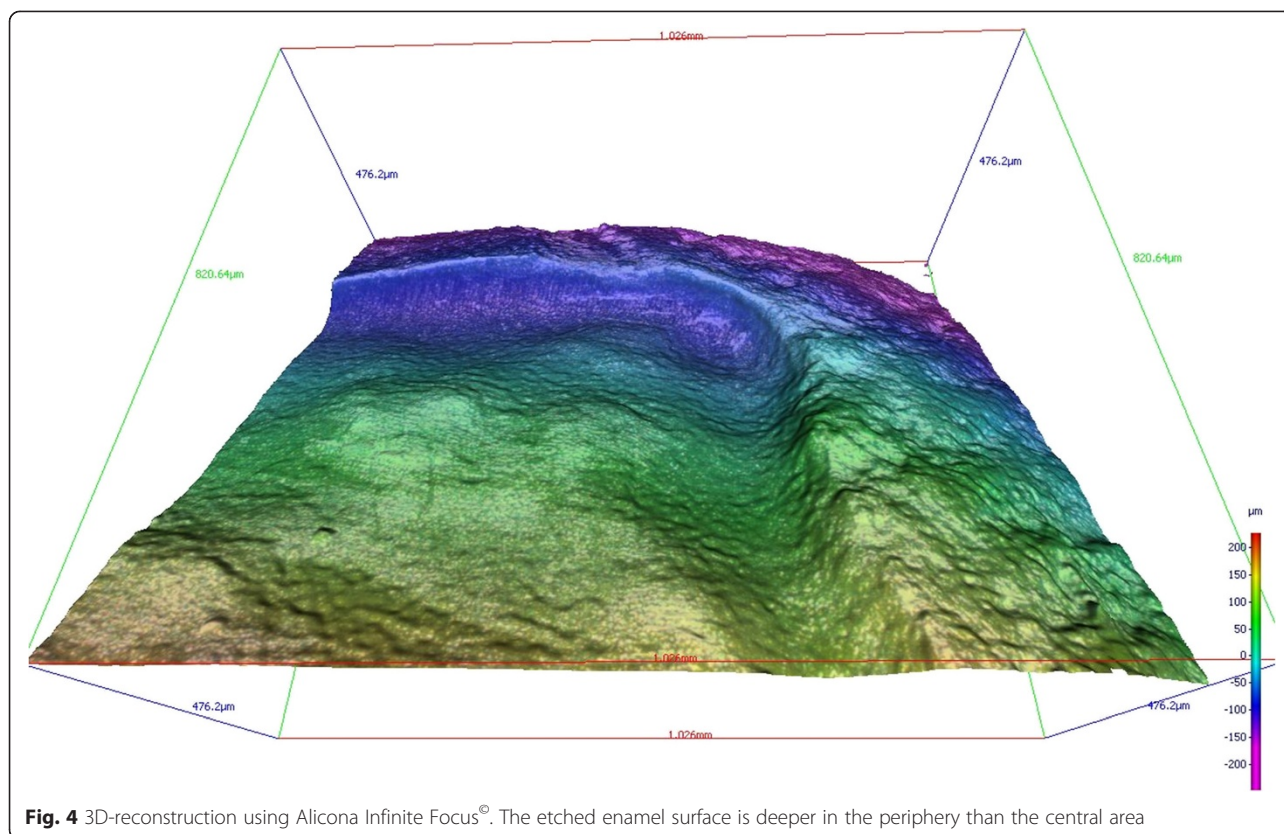 1.026mm
476.2µm
476.2µm
820.64µm
820.64µm
µm
200
150
100
50
0
-50
-100
-150
-200
1.026mm
476.2µm
476.2µm
1.026mm
Fig. 4 3D-reconstruction using Alicona Infinite Focus©. The etched enamel surface is deeper in the periphery than the central area